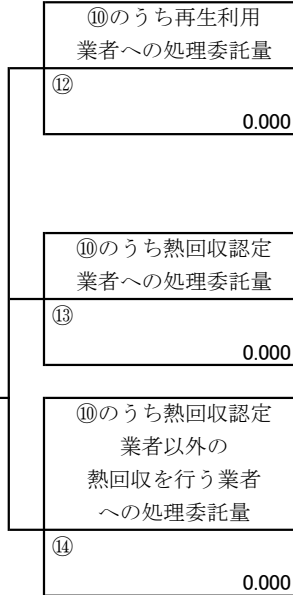 ⑩のうち再生利用
業者への処理委託量
⑫
0.000
⑩のうち熱回収認定
業者への処理委託量
⑬
0.000
⑩のうち熱回収認定
業者以外の
熱回収を行う業者
への処理委託量
⑭
0.000